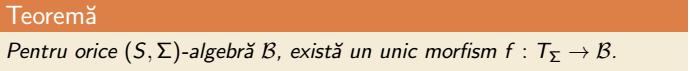 Teoremă
Pentru orice (S, Σ)-algebră ℬ, există un unic morfism f : T_Σ → ℬ.